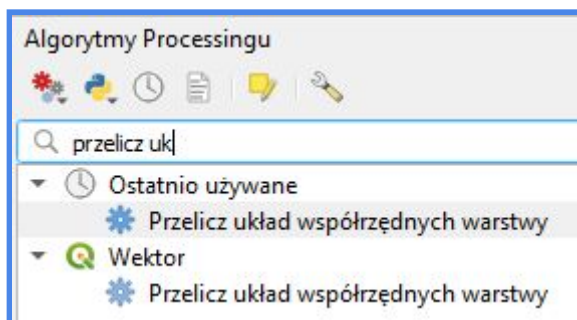 Algorytmy Processingu
przelicz uk
Ostatnio używane
Przelicz układ współrzędnych warstwy
Wektor
Przelicz układ współrzędnych warstwy